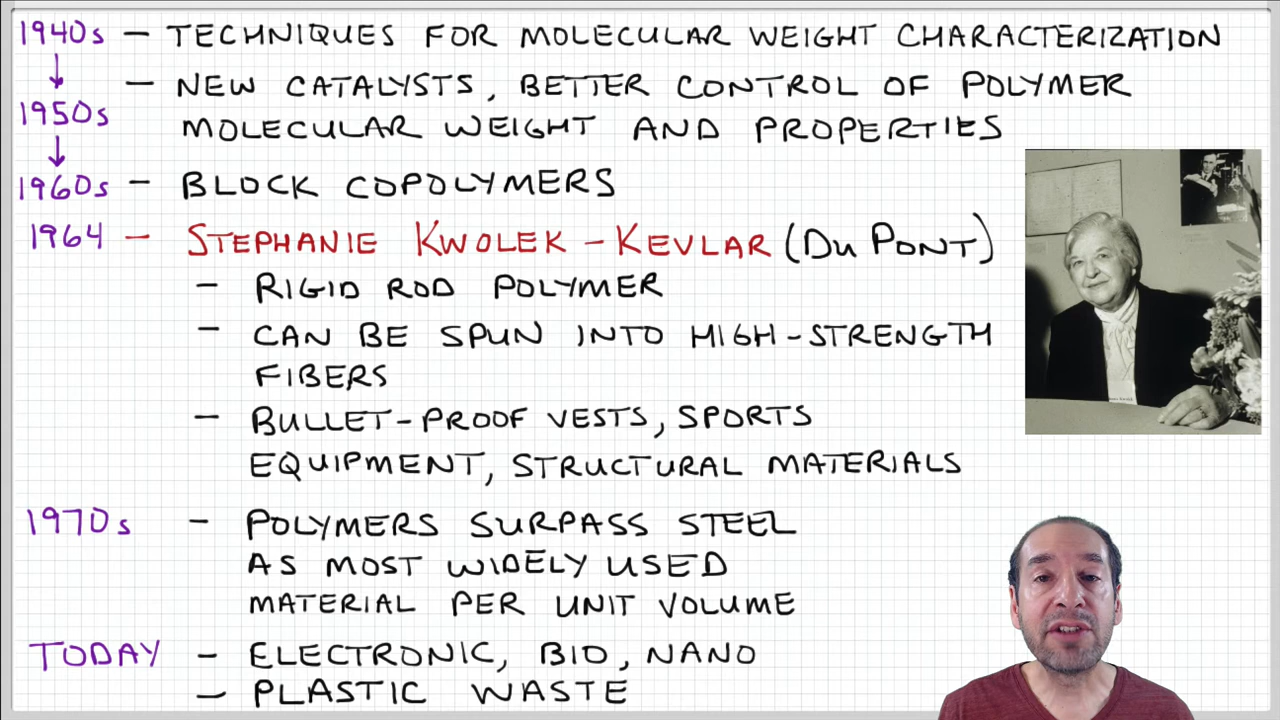 1940s – TECHNIQUES FOR MOLECULAR WEIGHT CHARACTERIZATION
↓ – NEW CATALYSTS, BETTER CONTROL OF POLYMER
1950s MOLECULAR WEIGHT AND PROPERTIES
↓
1960s – BLOCK COPOLYMERS
1964 – STEPHANIE KWOLEK – KEVLAR (DU PONT)
– RIGID ROD POLYMER
– CAN BE SPUN INTO HIGH-STRENGTH
FIBERS
– BULLET-PROOF VESTS, SPORTS
EQUIPMENT, STRUCTURAL MATERIALS
1970s – POLYMERS SURPASS STEEL
AS MOST WIDELY USED
MATERIAL PER UNIT VOLUME
TODAY – ELECTRONIC, BIO, NANO
– PLASTIC WASTE